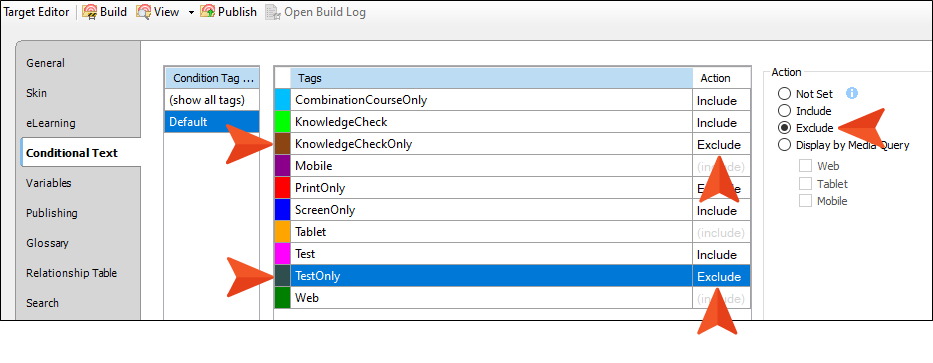 Target Editor Build View Publish Open Build Log
General
Skin
eLearning
Conditional Text
Variables
Publishing
Glossary
Relationship Table
Search
Condition Tag ...
(show all tags)
Default
Tags Action
CombinationCourseOnly Include
KnowledgeCheck Include
KnowledgeCheckOnly Exclude
Mobile (include)
PrintOnly Exclude
ScreenOnly Include
Tablet (include)
Test Include
TestOnly Exclude
Web (include)
Action
Not Set
Include
Exclude
Display by Media Query
Web
Tablet
Mobile